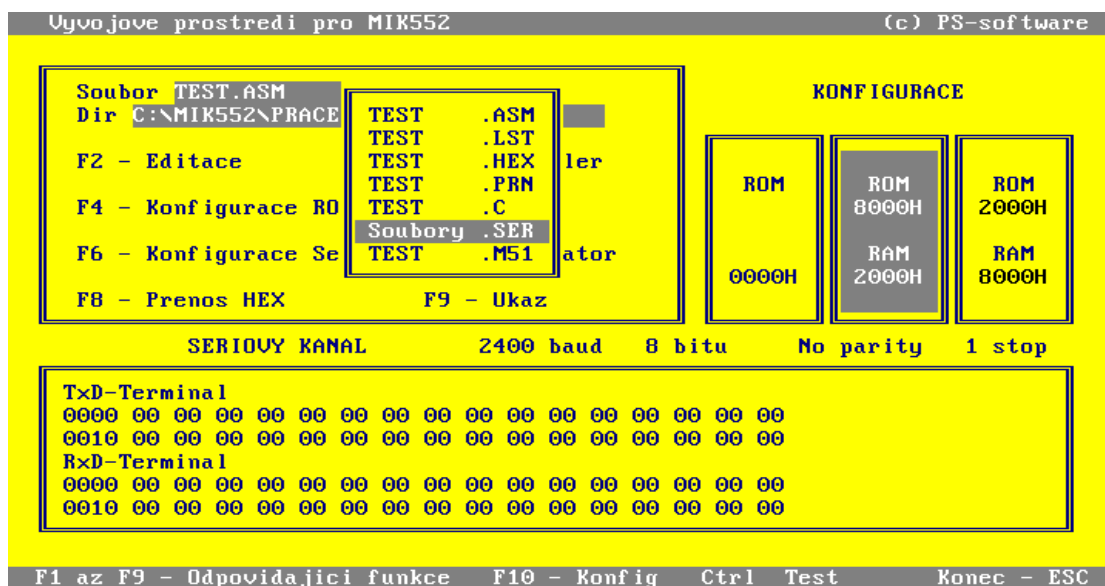 Vyvojove prostredi pro MIK552 (c) PS-software
Soubor TEST.ASM
Dir C:\MIK552\PRACE
F2 - Editace ler
F4 - Konfigurace RO
F6 - Konfigurace Se ator
F8 - Prenos HEX F9 - Ukaz
TEST .ASM
TEST .LST
TEST .HEX
TEST .PRN
TEST .C
Soubory .SER
TEST .M51
KONFIGURACE
ROM
0000H
ROM
8000H
RAM
2000H
ROM
2000H
RAM
8000H
SERIOVY KANAL 2400 baud 8 bitu No parity 1 stop
TxD-Terminal
0000 00 00 00 00 00 00 00 00 00 00 00 00 00 00 00 00
0010 00 00 00 00 00 00 00 00 00 00 00 00 00 00 00 00
RxD-Terminal
0000 00 00 00 00 00 00 00 00 00 00 00 00 00 00 00 00
0010 00 00 00 00 00 00 00 00 00 00 00 00 00 00 00 00
F1 az F9 - Odpovidajici funkce F10 - Konfig Ctrl Test Konec - ESC